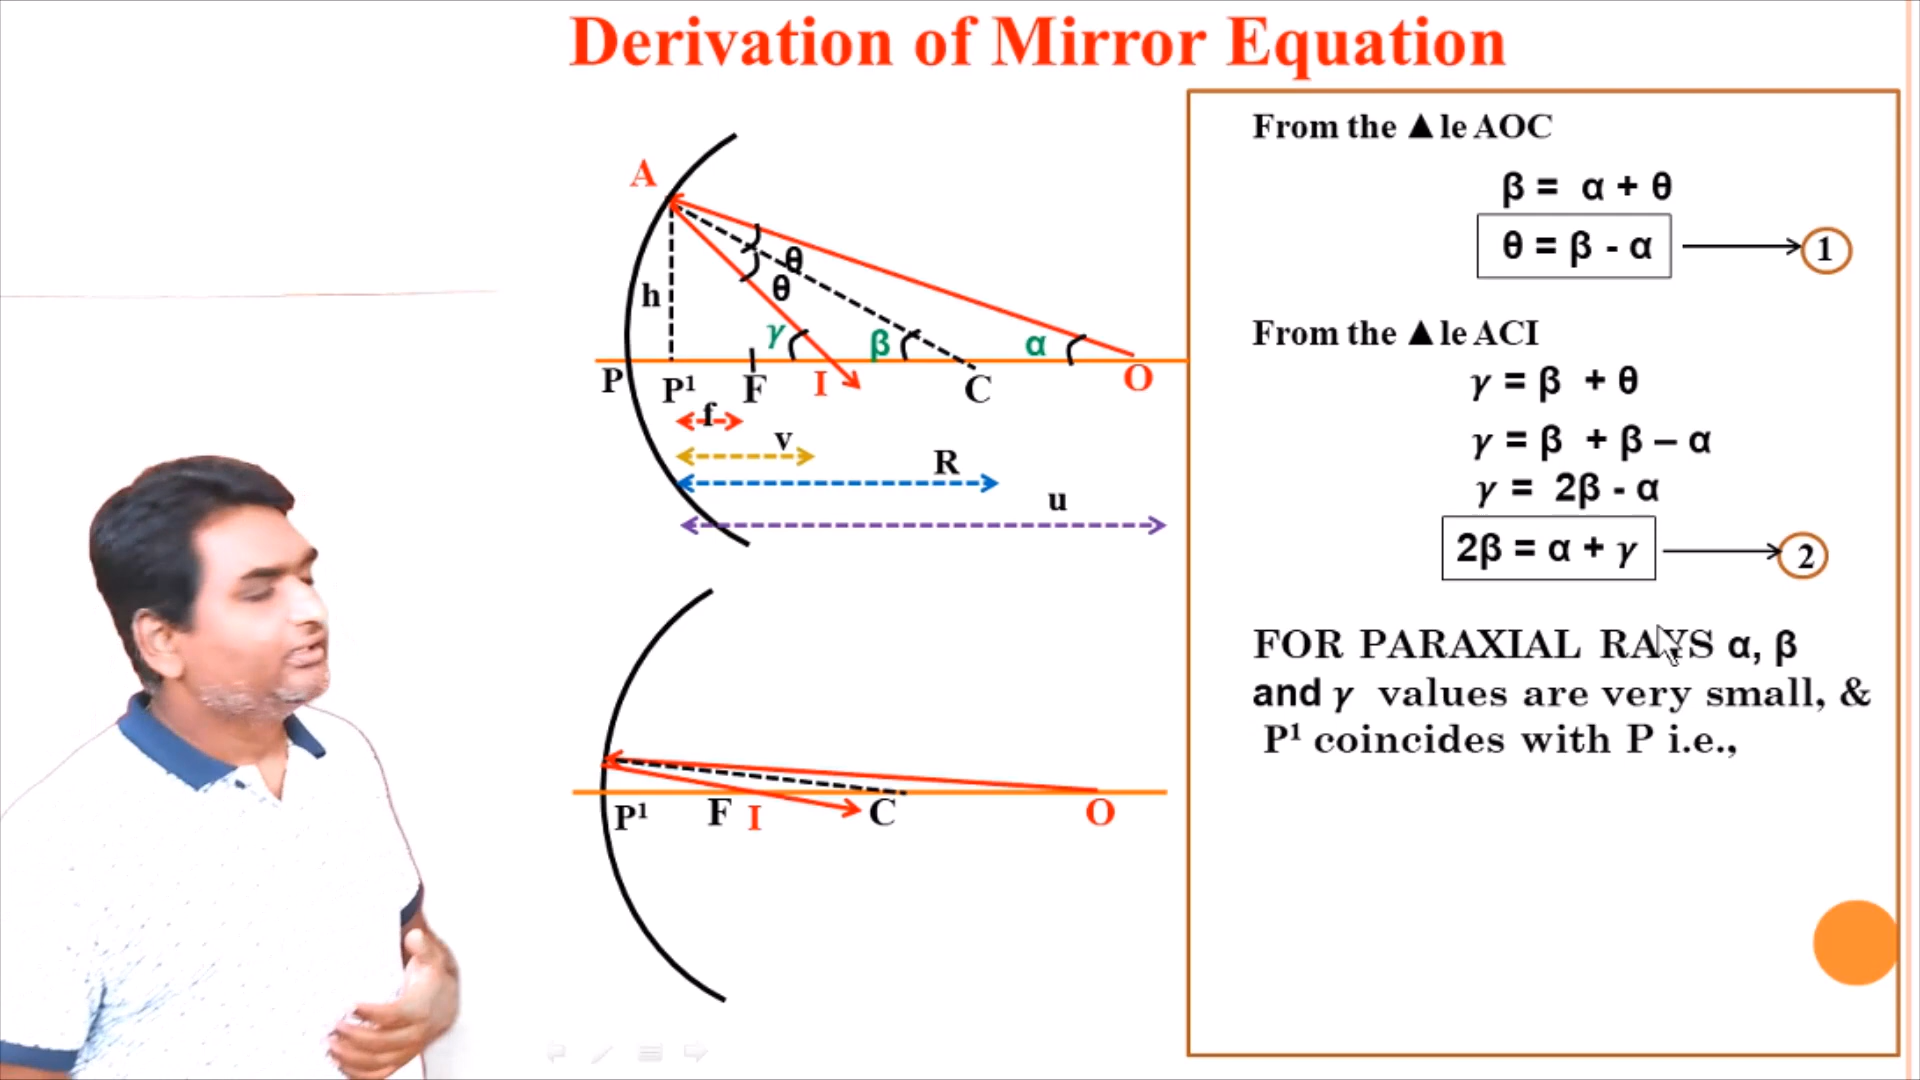 Derivation of Mirror Equation
A
h
θ
θ
γ
β
α
P
P¹
F
I
C
O
f
v
R
u
P¹
F
I
C
O
From the ▲le AOC
β = α + θ
θ = β - α
1
From the ▲le ACI
γ = β + θ
γ = β + β – α
γ = 2β - α
2β = α + γ
2
FOR PARAXIAL RAYS α, β
and γ values are very small, &
P¹ coincides with P i.e.,